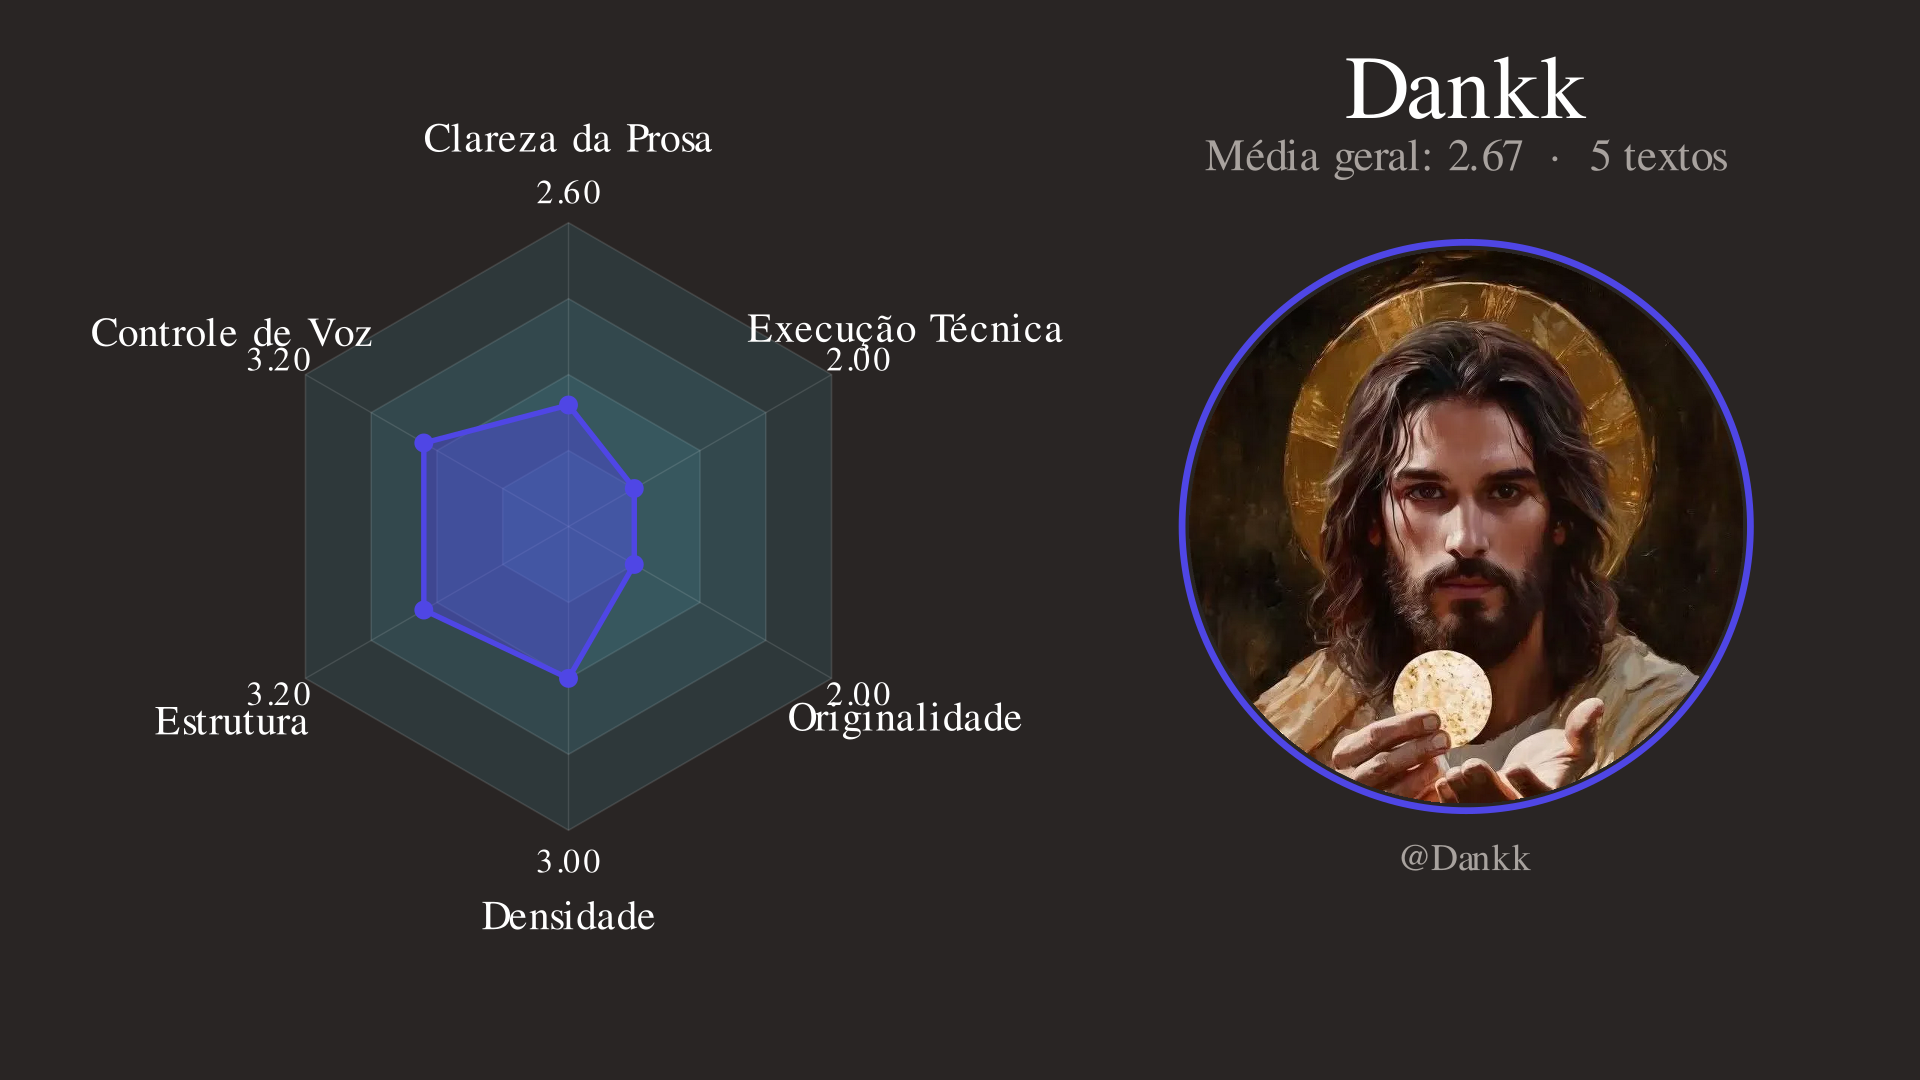 Dankk
Média geral: 2.67 · 5 textos
Clareza da Prosa
2.60
Controle de Voz
3.20
Execução Técnica
2.00
3.20
Estrutura
2.00
Originalidade
3.00
Densidade
@Dankk